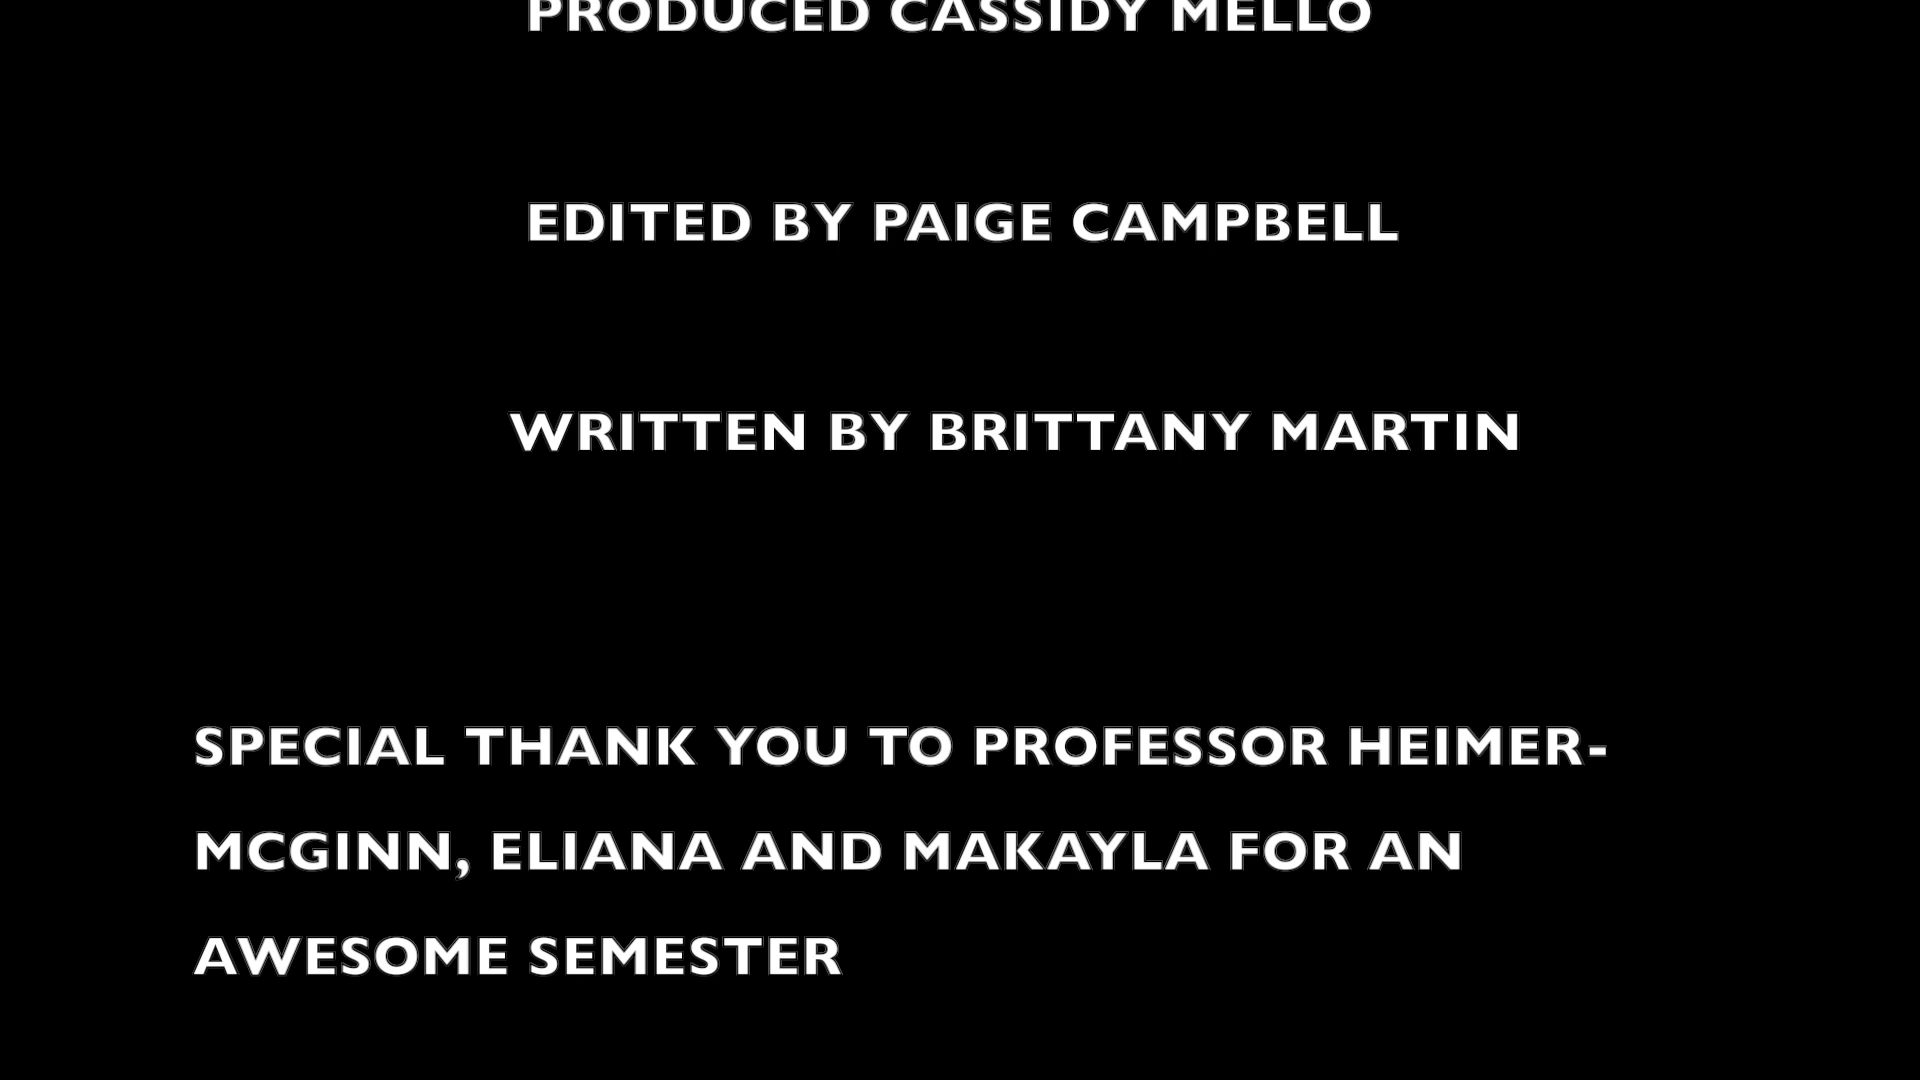 PRODUCED CASSIDY MELLO
EDITED BY PAIGE CAMPBELL
WRITTEN BY BRITTANY MARTIN
SPECIAL THANK YOU TO PROFESSOR HEIMER-
MCGINN, ELIANA AND MAKAYLA FOR AN
AWESOME SEMESTER